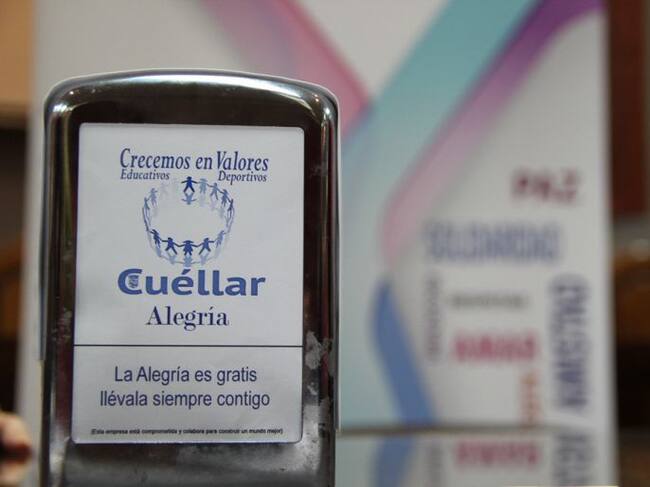 Crecemos en Valores
Educativos Deportivos
Cuéllar
Alegría
La Alegría es gratis
llévala siempre contigo
(Esta empresa está comprometida y colabora para construir un mundo mejor)
PAZ
SOLIDARIDAD
AMAR